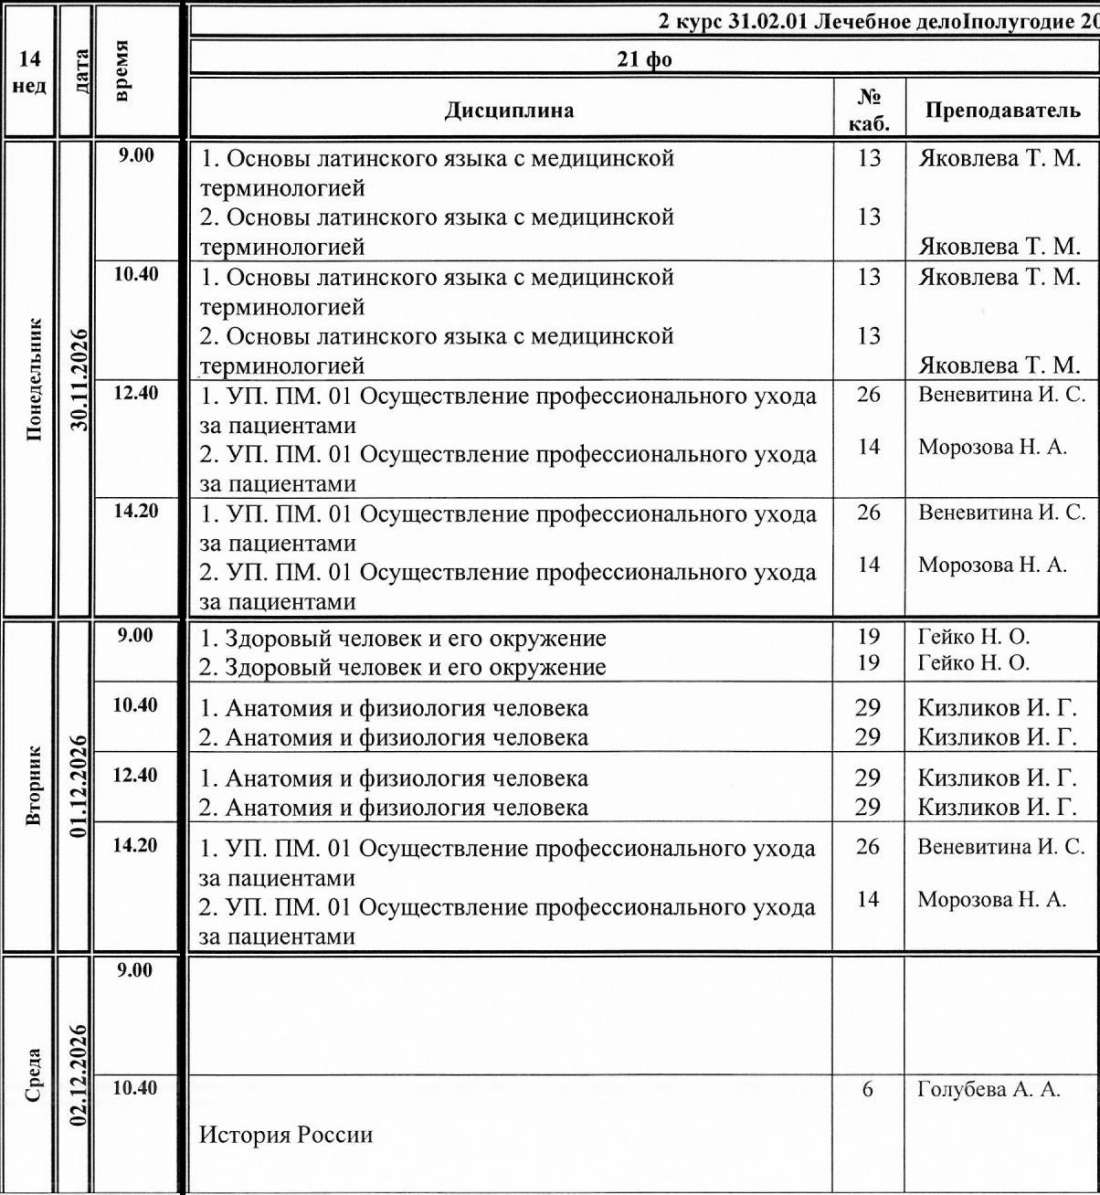 2 курс 31.02.01 Лечебное делоIполугодие 20
14
нед
дата
время
21 фо
Дисциплина
№
каб.
Преподаватель
Понедельник
30.11.2026
9.00
1. Основы латинского языка с медицинской 13 Яковлева Т. М.
терминологией
2. Основы латинского языка с медицинской 13
терминологией Яковлева Т. М.
10.40
1. Основы латинского языка с медицинской 13 Яковлева Т. М.
терминологией
2. Основы латинского языка с медицинской 13
терминологией Яковлева Т. М.
12.40
1. УП. ПМ. 01 Осуществление профессионального ухода 26 Веневитина И. С.
за пациентами
2. УП. ПМ. 01 Осуществление профессионального ухода 14 Морозова Н. А.
за пациентами
14.20
1. УП. ПМ. 01 Осуществление профессионального ухода 26 Веневитина И. С.
за пациентами
2. УП. ПМ. 01 Осуществление профессионального ухода 14 Морозова Н. А.
за пациентами
Вторник
01.12.2026
9.00
1. Здоровый человек и его окружение 19 Гейко Н. О.
2. Здоровый человек и его окружение 19 Гейко Н. О.
10.40
1. Анатомия и физиология человека 29 Кизликов И. Г.
2. Анатомия и физиология человека 29 Кизликов И. Г.
12.40
1. Анатомия и физиология человека 29 Кизликов И. Г.
2. Анатомия и физиология человека 29 Кизликов И. Г.
14.20
1. УП. ПМ. 01 Осуществление профессионального ухода 26 Веневитина И. С.
за пациентами
2. УП. ПМ. 01 Осуществление профессионального ухода 14 Морозова Н. А.
за пациентами
Среда
02.12.2026
9.00
10.40
6 Голубева А. А.
История России